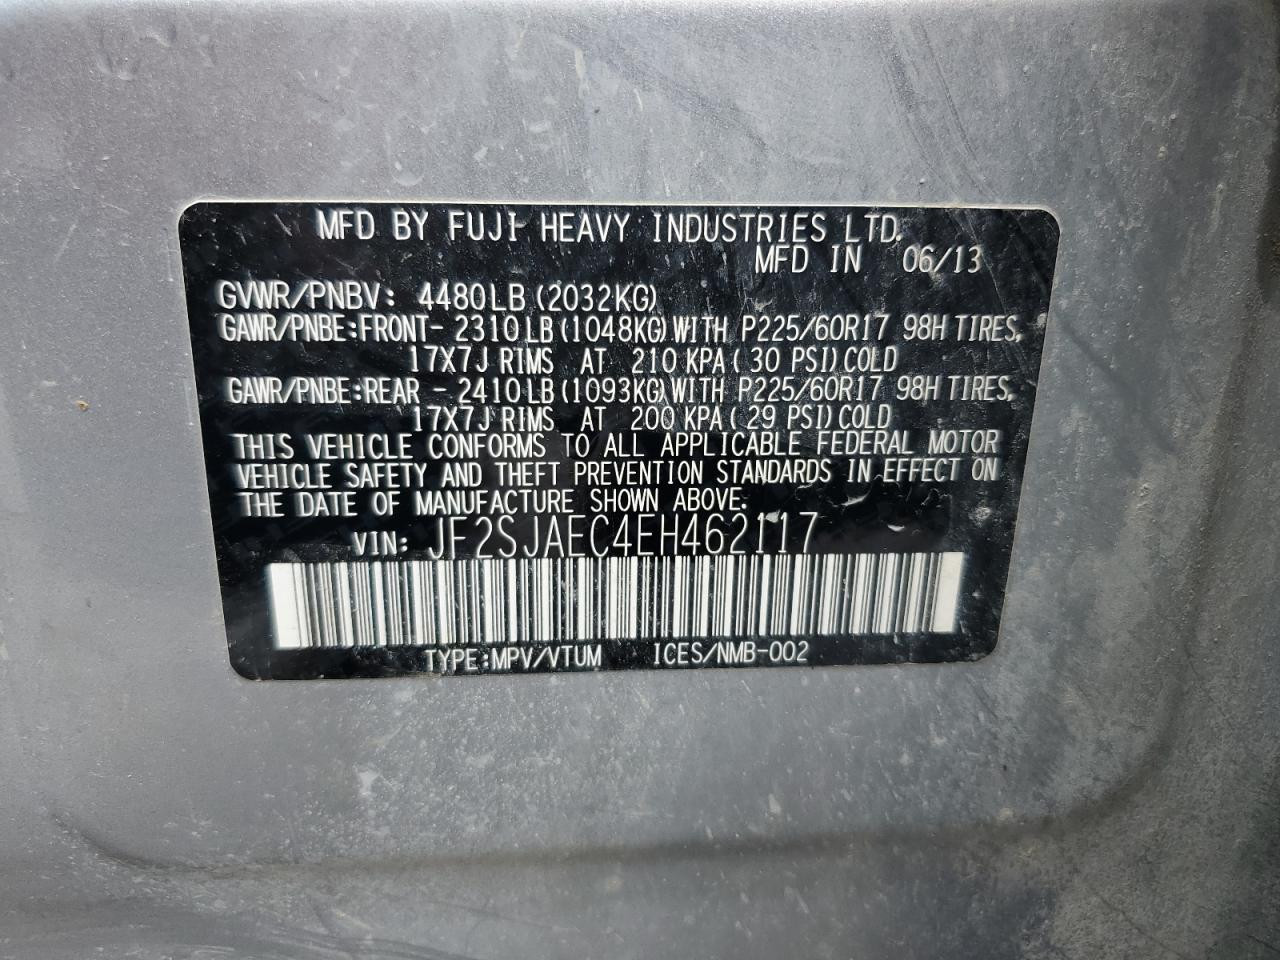 MFD BY FUJI HEAVY INDUSTRIES LTD.
MFD IN 06/13
GVWR/PNBV: 4480LB(2032KG)
GAWR/PNBE:FRONT- 2310LB(1048KG)WITH P225/60R17 98H TIRES,
17X7J RIMS AT 210 KPA(30 PSI)COLD
GAWR/PNBE:REAR - 2410LB(1093KG)WITH P225/60R17 98H TIRES,
17X7J RIMS AT 200 KPA(29 PSI)COLD
THIS VEHICLE CONFORMS TO ALL APPLICABLE FEDERAL MOTOR
VEHICLE SAFETY AND THEFT PREVENTION STANDARDS IN EFFECT ON
THE DATE OF MANUFACTURE SHOWN ABOVE.
VIN: JF2SJAEC4EH462117
TYPE:MPV/VTUM ICES/NMB-002